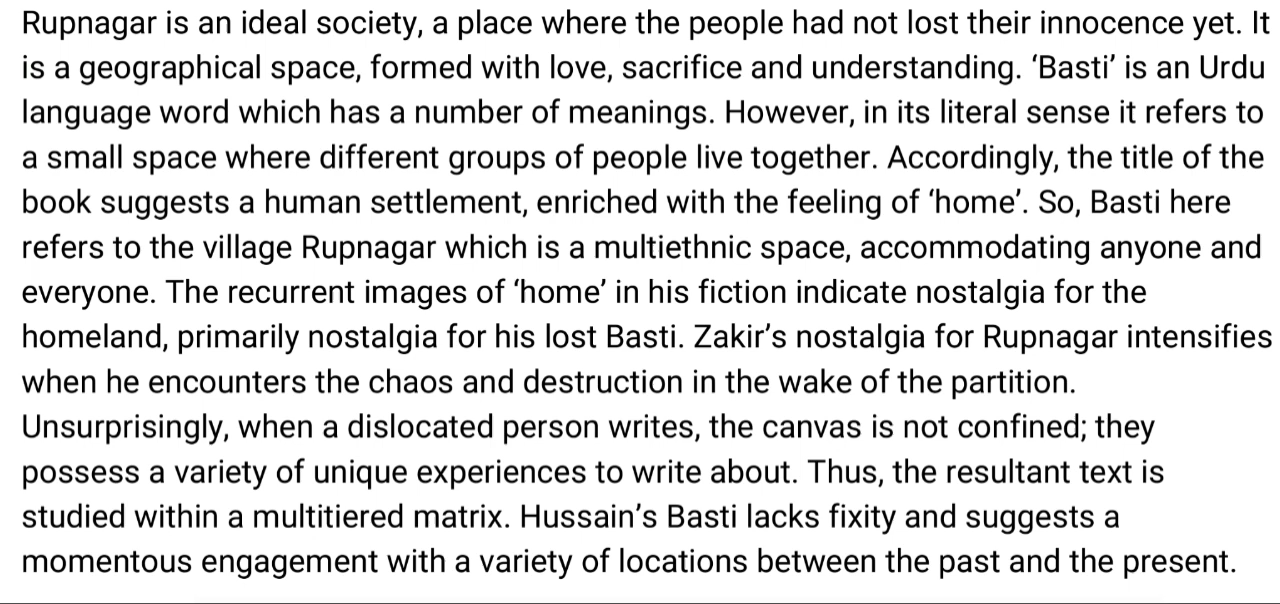 Rupnagar is an ideal society, a place where the people had not lost their innocence yet. It
is a geographical space, formed with love, sacrifice and understanding. ‘Basti’ is an Urdu
language word which has a number of meanings. However, in its literal sense it refers to
a small space where different groups of people live together. Accordingly, the title of the
book suggests a human settlement, enriched with the feeling of ‘home’. So, Basti here
refers to the village Rupnagar which is a multiethnic space, accommodating anyone and
everyone. The recurrent images of ‘home’ in his fiction indicate nostalgia for the
homeland, primarily nostalgia for his lost Basti. Zakir’s nostalgia for Rupnagar intensifies
when he encounters the chaos and destruction in the wake of the partition.
Unsurprisingly, when a dislocated person writes, the canvas is not confined; they
possess a variety of unique experiences to write about. Thus, the resultant text is
studied within a multitiered matrix. Hussain’s Basti lacks fixity and suggests a
momentous engagement with a variety of locations between the past and the present.